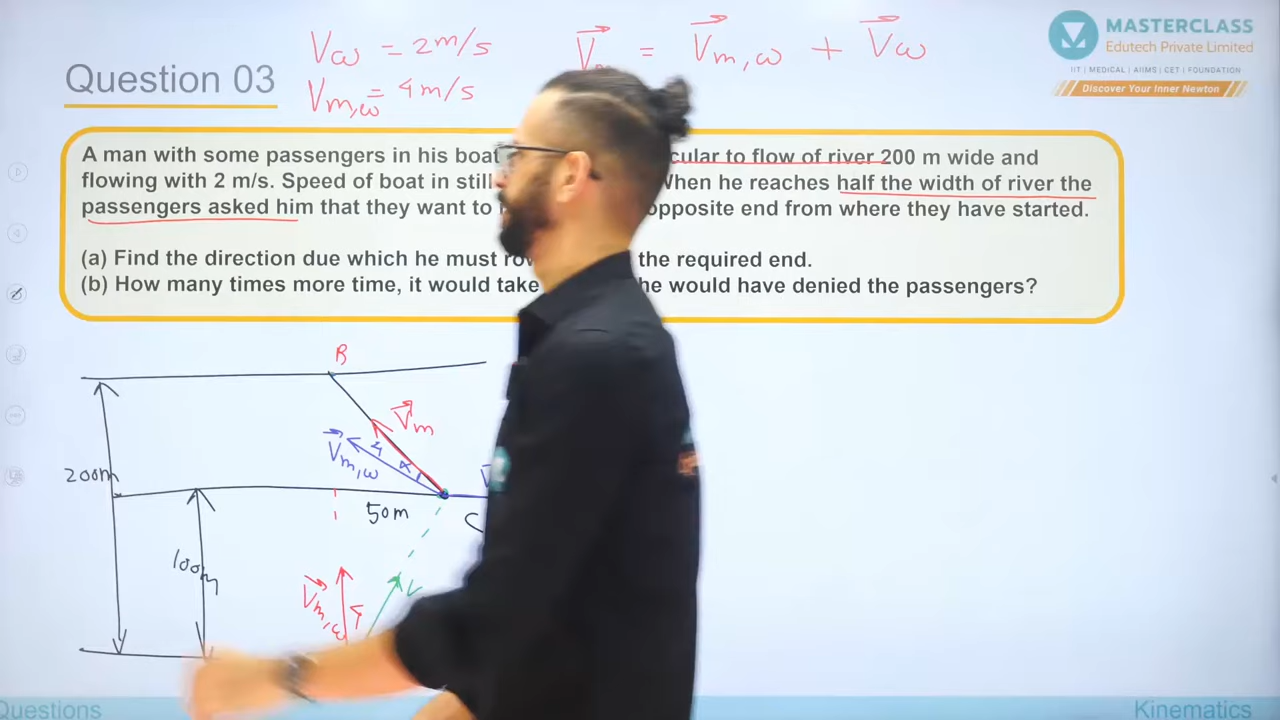 MASTERCLASS
Edutech Private Limited
IIT | MEDICAL | AIIMS | CET | FOUNDATION
Discover Your Inner Newton
Question 03
Vω = 2m/s
V⃗m,ω + V⃗ω
Vm,ω = 4m/s
A man with some passengers in his boat to flow of river 200 m wide and
flowing with 2 m/s. Speed of boat in When he reaches half the width of river the
passengers asked him that they want to opposite end from where they have started.
(a) Find the direction due which he must the required end.
(b) How many times more time, it would take he would have denied the passengers?
B
V⃗m
V⃗m,ω
4
α
200m
50m
C
100m
V⃗m,ω
4
Questions
Kinematics